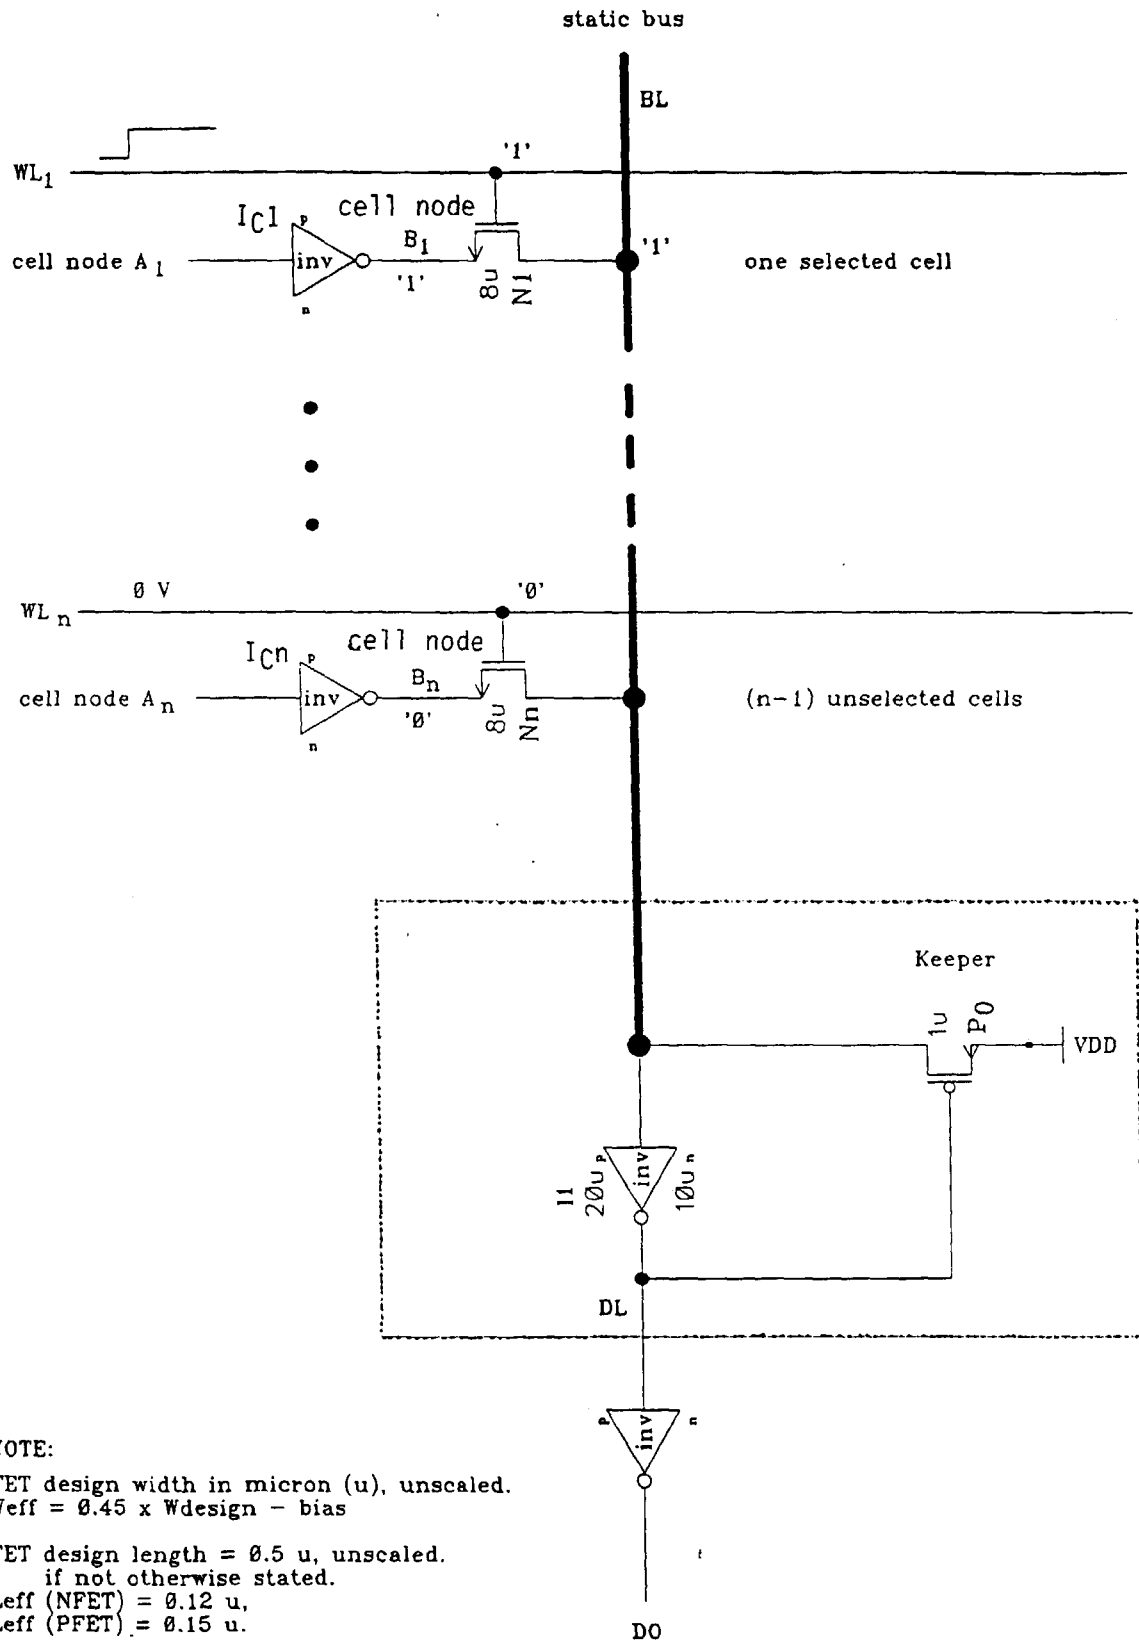 static bus
BL
WL1 '1'
IC1 p cell node
cell node A1 inv B1 '1' one selected cell
'1' 8u N1
n
0 V '0'
WLn
ICn p cell node
cell node An inv Bn (n-1) unselected cells
'0' 8u Nn
n
Keeper
1u P0
VDD
I1 20u p inv 10u n
DL
p inv n
OTE:
ET design width in micron (u), unscaled.
eff = 0.45 x Wdesign - bias
ET design length = 0.5 u, unscaled.
if not otherwise stated.
eff (NFET) = 0.12 u,
eff (PFET) = 0.15 u.
DO